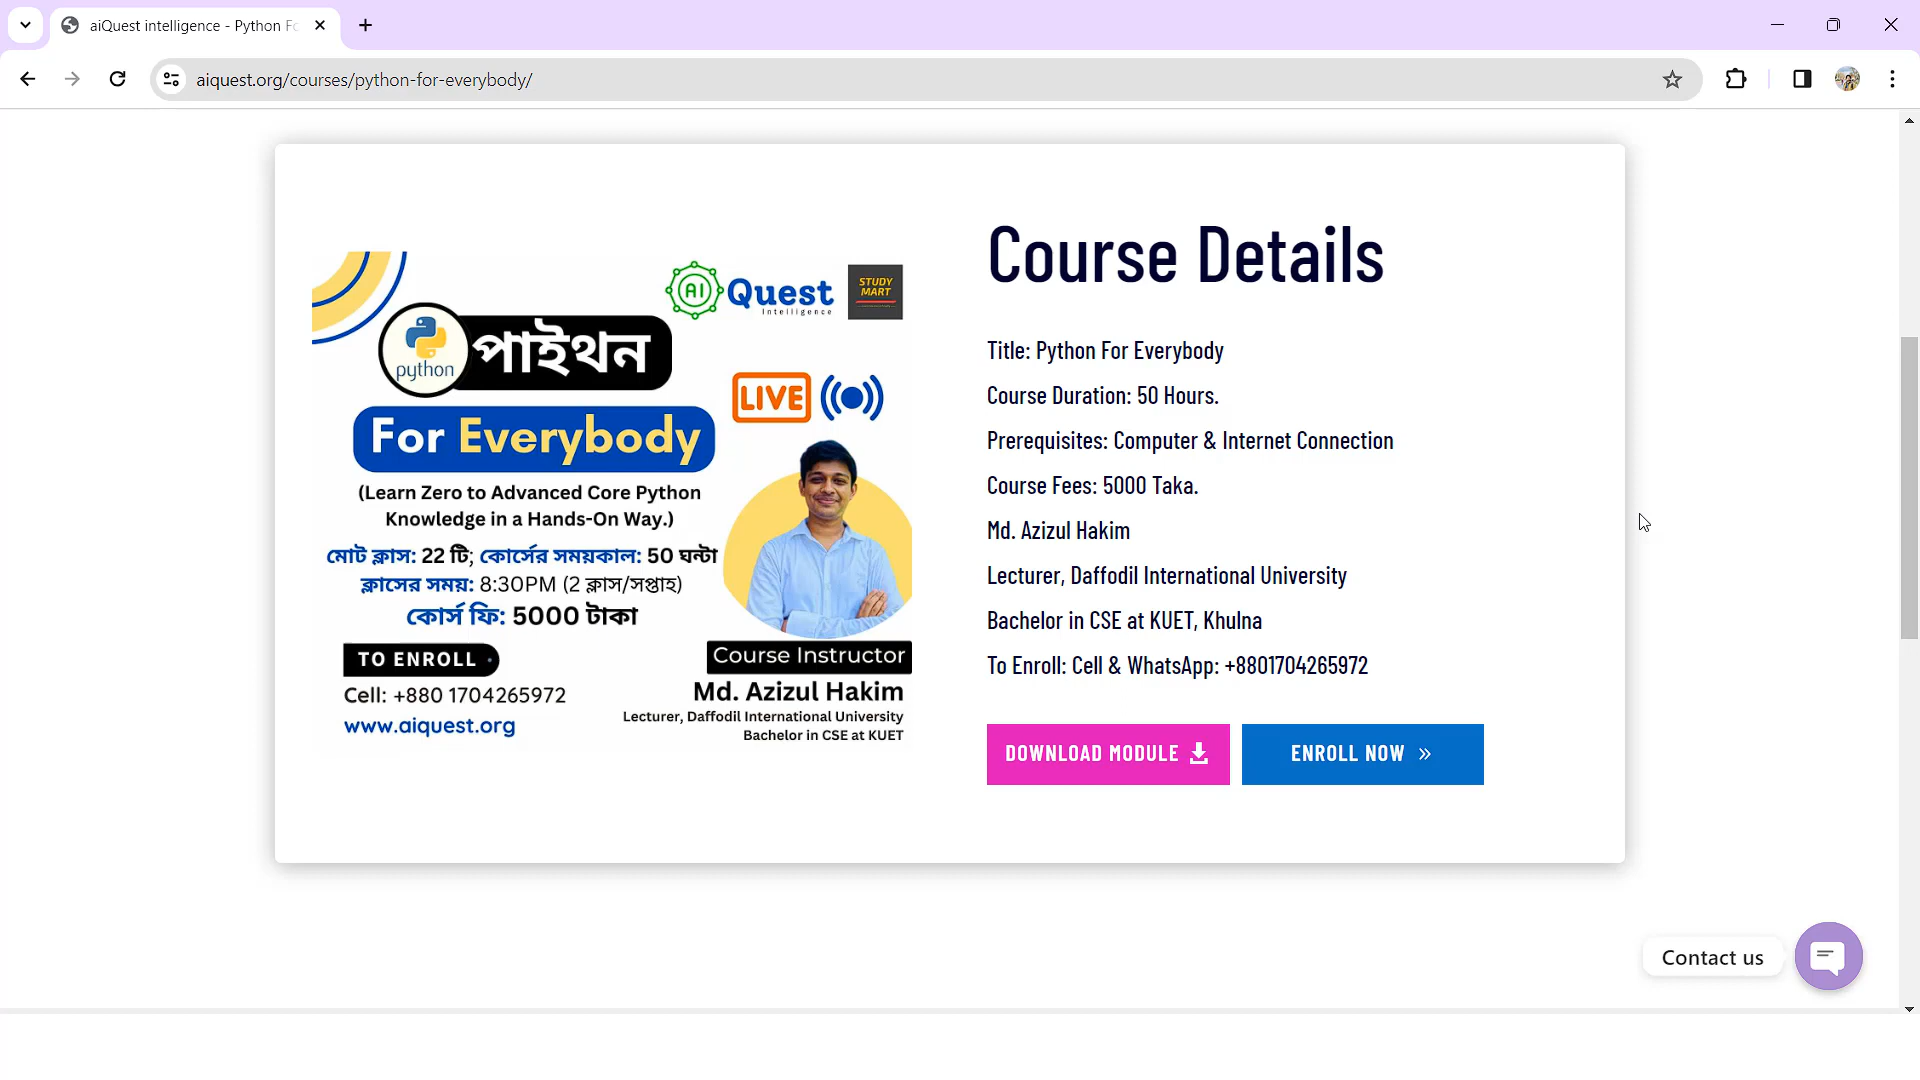 aiQuest intelligence - Python Fo
aiquest.org/courses/python-for-everybody/
AI Quest
Intelligence
STUDY
MART
python
পাইথন
LIVE
For Everybody
(Learn Zero to Advanced Core Python
Knowledge in a Hands-On Way.)
মোট ক্লাস: 22 টি; কোর্সের সময়কাল: 50 ঘন্টা
ক্লাসের সময়: 8:30PM (2 ক্লাস/সপ্তাহ)
কোর্স ফি: 5000 টাকা
TO ENROLL
Cell: +880 1704265972
www.aiquest.org
Course Instructor
Md. Azizul Hakim
Lecturer, Daffodil International University
Bachelor in CSE at KUET
Course Details
Title: Python For Everybody
Course Duration: 50 Hours.
Prerequisites: Computer & Internet Connection
Course Fees: 5000 Taka.
Md. Azizul Hakim
Lecturer, Daffodil International University
Bachelor in CSE at KUET, Khulna
To Enroll: Cell & WhatsApp: +8801704265972
DOWNLOAD MODULE
ENROLL NOW »
Contact us